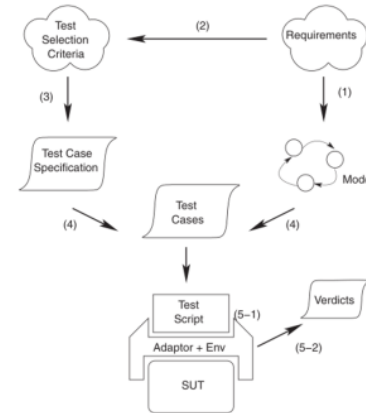 Test
Selection
Criteria
(2)
Requirements
(3)
(1)
Test Case
Specification
Mode
(4)
Test
Cases
(4)
Test
Script
(5-1)
Verdicts
Adaptor + Env
(5-2)
SUT